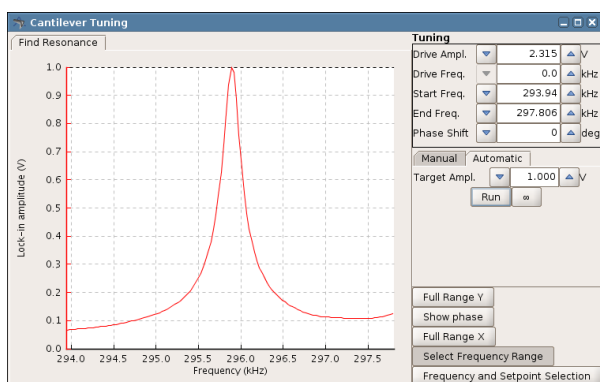 Cantilever Tuning
Find Resonance
Tuning
Drive Ampl. 2.315 V
Drive Freq. 0.0 kHz
Start Freq. 293.94 kHz
End Freq. 297.806 kHz
Phase Shift 0 deg
Manual Automatic
Target Ampl. 1.000 V
Run ∞
Full Range Y
Show phase
Full Range X
Select Frequency Range
Frequency and Setpoint Selection
Lock-in amplitude (V)
1.0
0.9
0.8
0.7
0.6
0.5
0.4
0.3
0.2
0.1
0.0
294.0 294.5 295.0 295.5 296.0 296.5 297.0 297.5
Frequency (kHz)